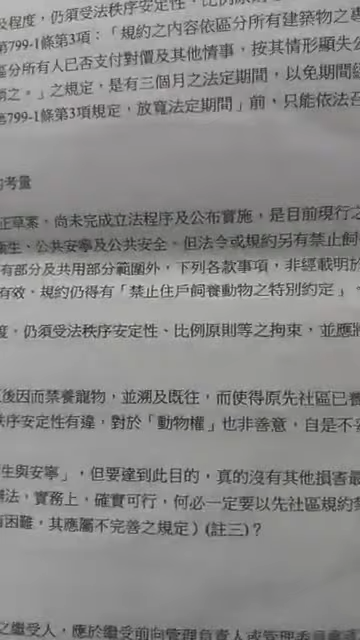 及程度，仍須受法秩序安定性、比例原則
第799-1條第3項：「規約之內容依區分所有建築物之專
區分所有人已否支付對價及其他情事，按其情形顯失公
銷之。」之規定，是有三個月之法定期間，以免期間經
第799-1條第3項規定，放寬法定期間」前，只能依法召
的考量
正草案。尚未完成立法程序及公布實施，是目前現行之
衛生、公共安寧及公共安全。但法令或規約另有禁止飼
有部分及共用部分範圍外，下列各款事項，非經載明於
有效。規約仍得有「禁止住戶飼養動物之特別約定」。
度。仍須受法秩序安定性、比例原則等之拘束，並應將
後因而禁養寵物，並溯及既往，而使得原先社區已養
秩序安定性有違，對於「動物權」也非善意，自是不
生與安寧」，但要達到此目的，真的沒有其他損害最
辦法，實務上，確實可行，何必一定要以先社區規約禁
有困難，其應屬不完善之規定）(註三)？
之繼受人，應於繼受前向管理負責人或管理委員會